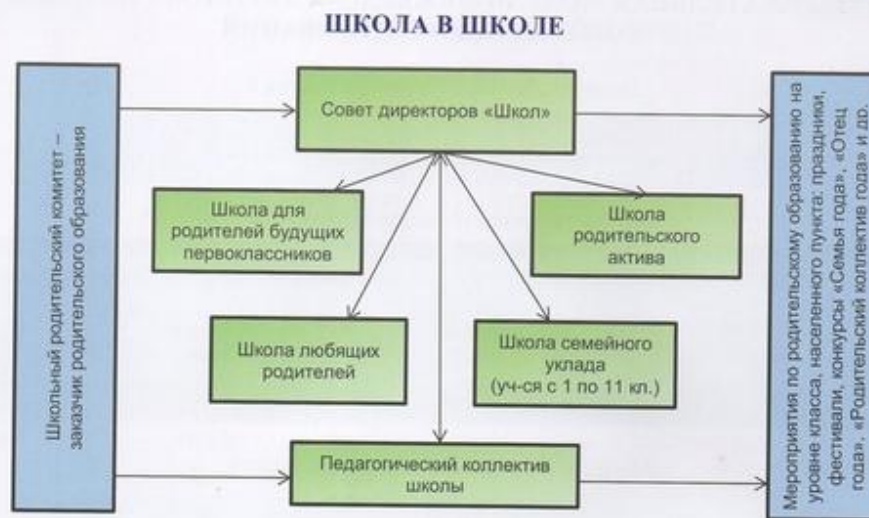 ШКОЛА В ШКОЛЕ
Школьный родительский комитет –
заказчик родительского образования
Совет директоров «Школ»
Школа для
родителей будущих
первоклассников
Школа
родительского
актива
Школа любящих
родителей
Школа семейного
уклада
(уч-ся с 1 по 11 кл.)
Педагогический коллектив
школы
Мероприятия по родительскому образованию на
уровне класса, населенного пункта: праздники,
фестивали, конкурсы «Семья года», «Отец
года», «Родительский коллектив года» и др.